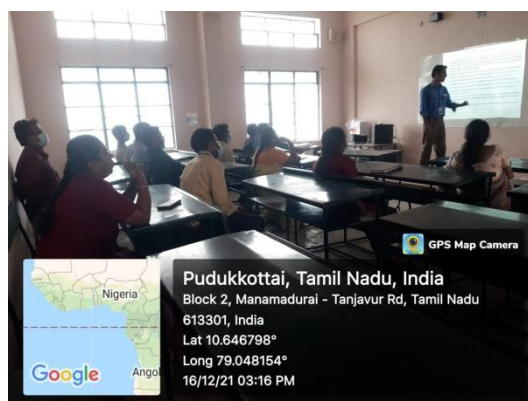 GPS Map Camera
Nigeria
Angol
Google
Pudukkottai, Tamil Nadu, India
Block 2, Manamadurai - Tanjavur Rd, Tamil Nadu
613301, India
Lat 10.646798°
Long 79.048154°
16/12/21 03:16 PM